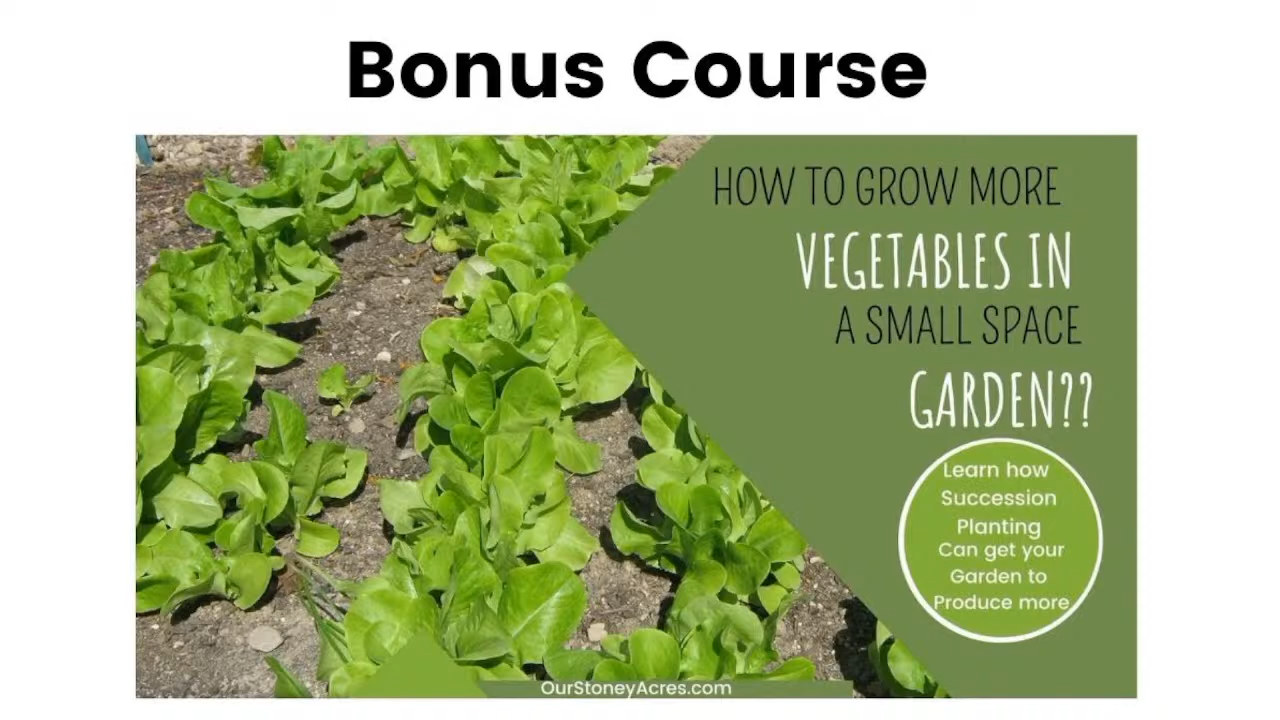 Bonus Course
HOW TO GROW MORE
VEGETABLES IN
A SMALL SPACE
GARDEN??
Learn how
Succession
Planting
Can get your
Garden to
Produce more
OurStoneyAcres.com